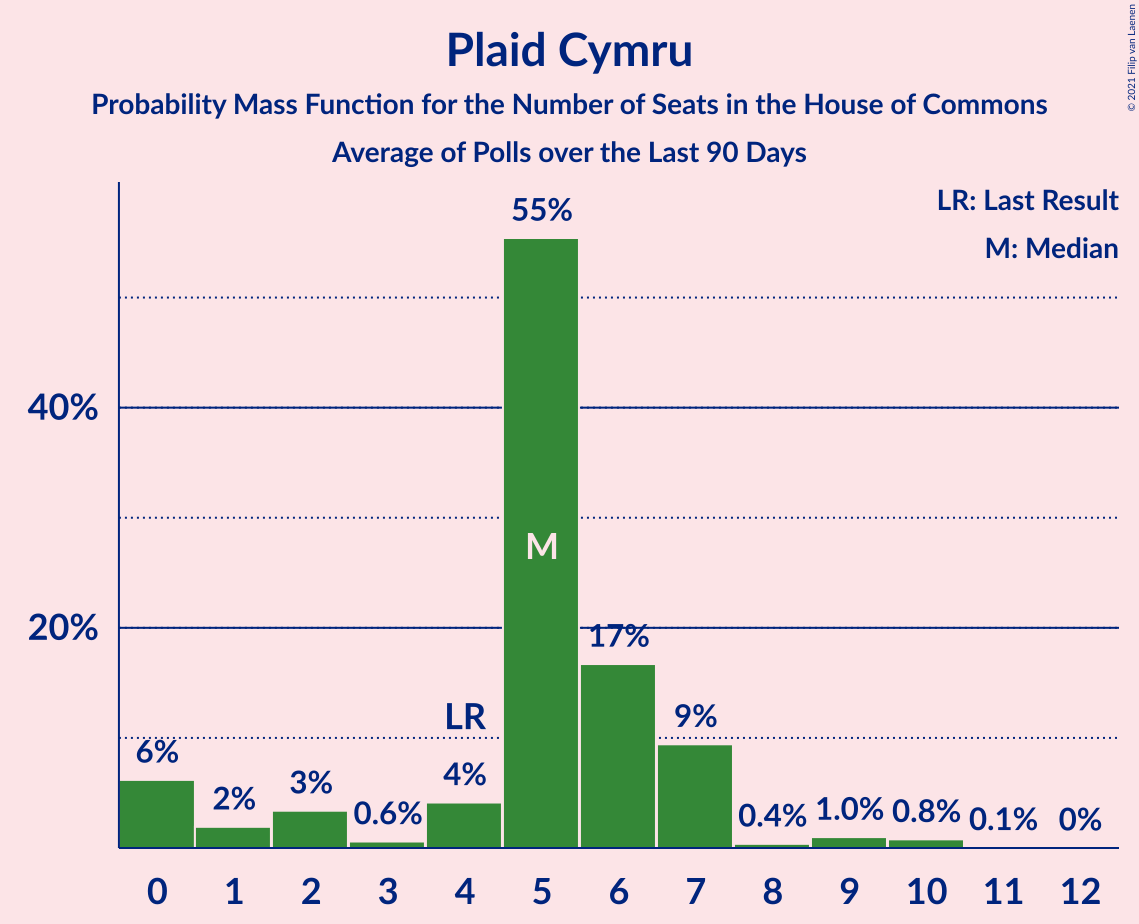 Plaid Cymru
Probability Mass Function for the Number of Seats in the House of Commons
Average of Polls over the Last 90 Days
© 2021 Filip van Laenen
LR: Last Result
M: Median
55%
40%
M
20%
17%
LR
9%
6%
4%
3%
2%
0.6%
0.4%
1.0%
0.8%
0.1%
0%
0 1 2 3 4 5 6 7 8 9 10 11 12